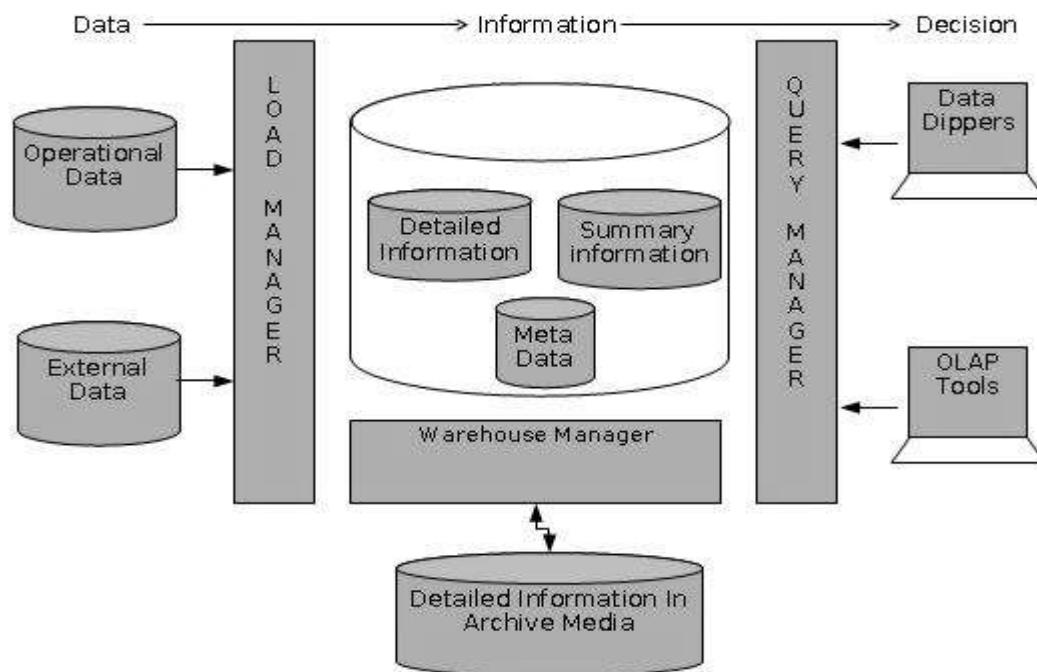 Data
Information
Decision
LOAD MANAGER
Operational
Data
External
Data
Detailed
Information
Summary
information
Meta
Data
Warehouse Manager
Detailed Information In
Archive Media
QUERY MANAGER
Data
Dippers
OLAP
Tools